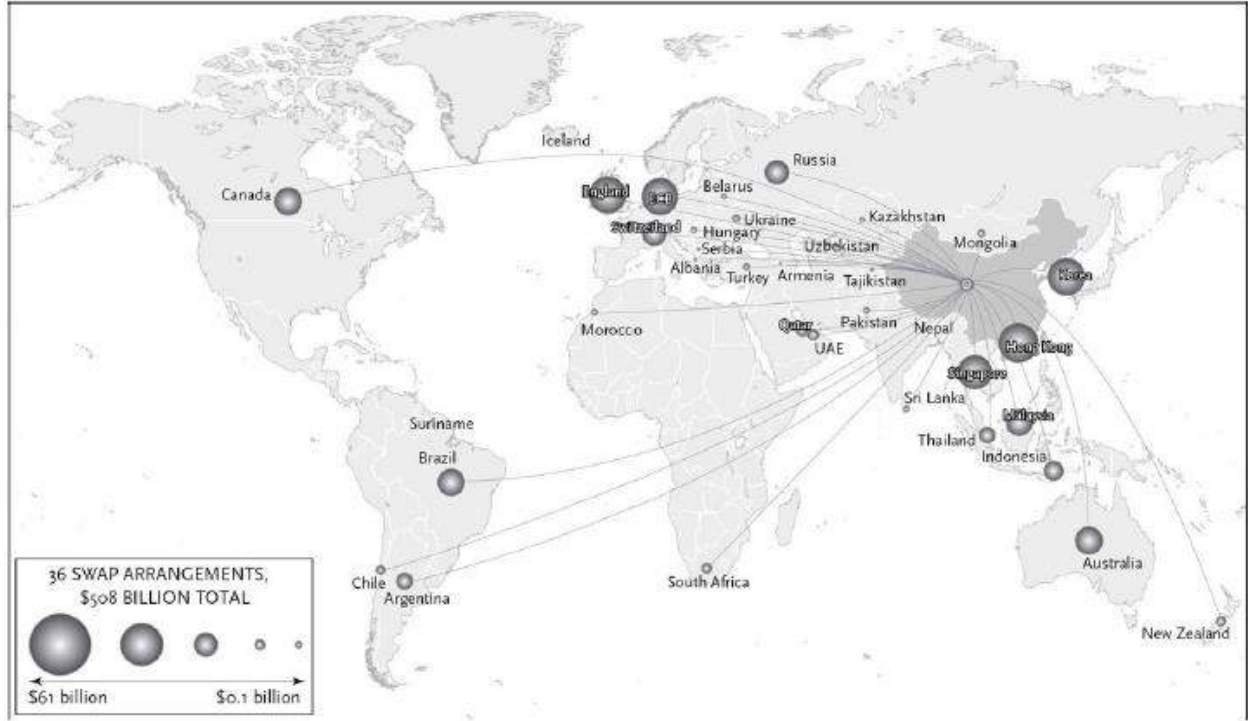 Iceland
Russia
Canada
England
ECB
Belarus
Switzerland
Ukraine
Kazakhstan
Hungary
Uzbekistan
Mongolia
Serbia
Albania
Turkey
Armenia
Tajikistan
Korea
Morocco
Qatar
Pakistan
Nepal
UAE
Hong Kong
Singapore
Sri Lanka
Malaysia
Suriname
Thailand
Brazil
Indonesia
36 SWAP ARRANGEMENTS,
$508 BILLION TOTAL
Chile
Argentina
South Africa
Australia
New Zealand
$61 billion
$0.1 billion